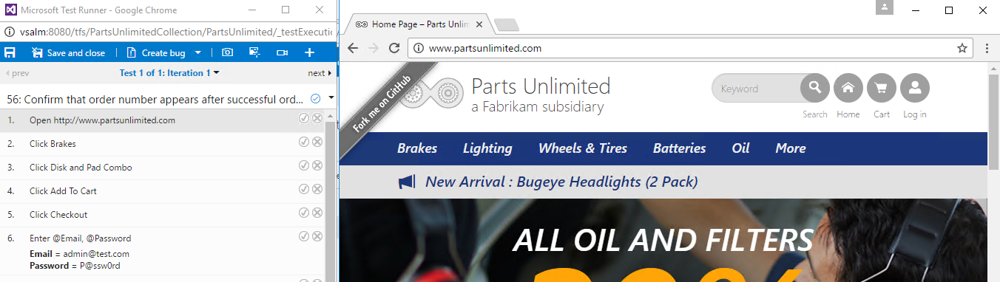 Microsoft Test Runner - Google Chrome
vsalm:8080/tfs/PartsUnlimitedCollection/PartsUnlimited/_testExecuti
Save and close
Create bug
prev
Test 1 of 1: Iteration 1
next
56: Confirm that order number appears after successful ord...
1. Open http://www.partsunlimited.com
2. Click Brakes
3. Click Disk and Pad Combo
4. Click Add To Cart
5. Click Checkout
6. Enter @Email, @Password
Email = admin@test.com
Password = P@ssw0rd
Home Page – Parts Unlim
www.partsunlimited.com
Fork me on GitHub
Parts Unlimited
a Fabrikam subsidiary
Keyword
Search
Home
Cart
Log in
Brakes Lighting Wheels & Tires Batteries Oil More
New Arrival : Bugeye Headlights (2 Pack)
ALL OIL AND FILTERS